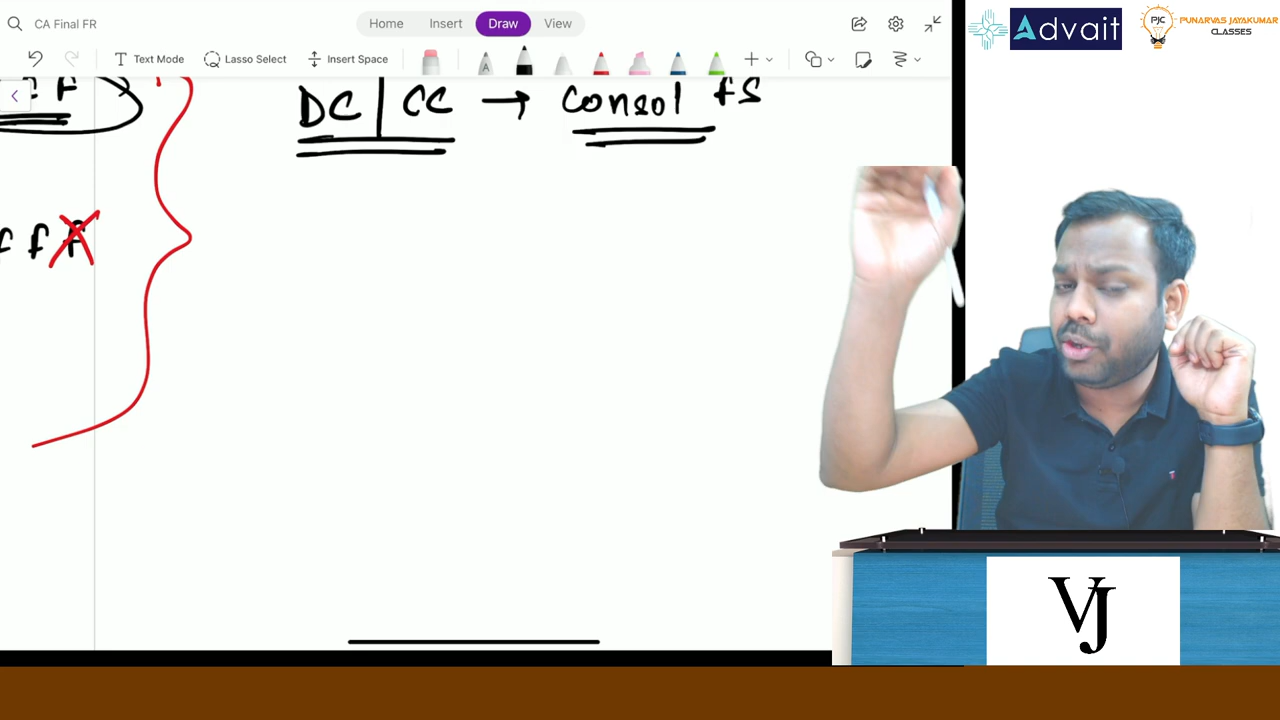 CA Final FR
Home Insert Draw View
Text Mode Lasso Select Insert Space
Advait
PJC PUNARVAS JAYAKUMAR
CLASSES
DC | CC → Consol fs
f f f
VJ